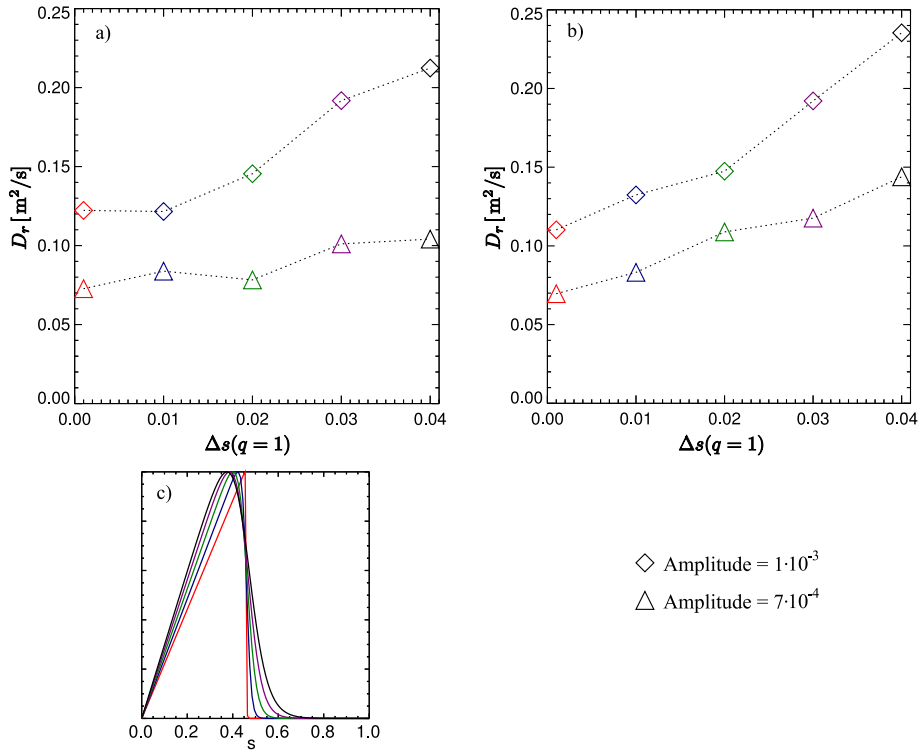 a)
0.25
0.20
0.15
0.10
0.05
0.00
D_r [m²/s]
0.00 0.01 0.02 0.03 0.04
Δs(q = 1)
b)
0.25
0.20
0.15
0.10
0.05
0.00
D_r [m²/s]
0.00 0.01 0.02 0.03 0.04
Δs(q = 1)
c)
0.0 0.2 0.4 0.6 0.8 1.0
s
Amplitude = 1·10⁻³
Amplitude = 7·10⁻⁴